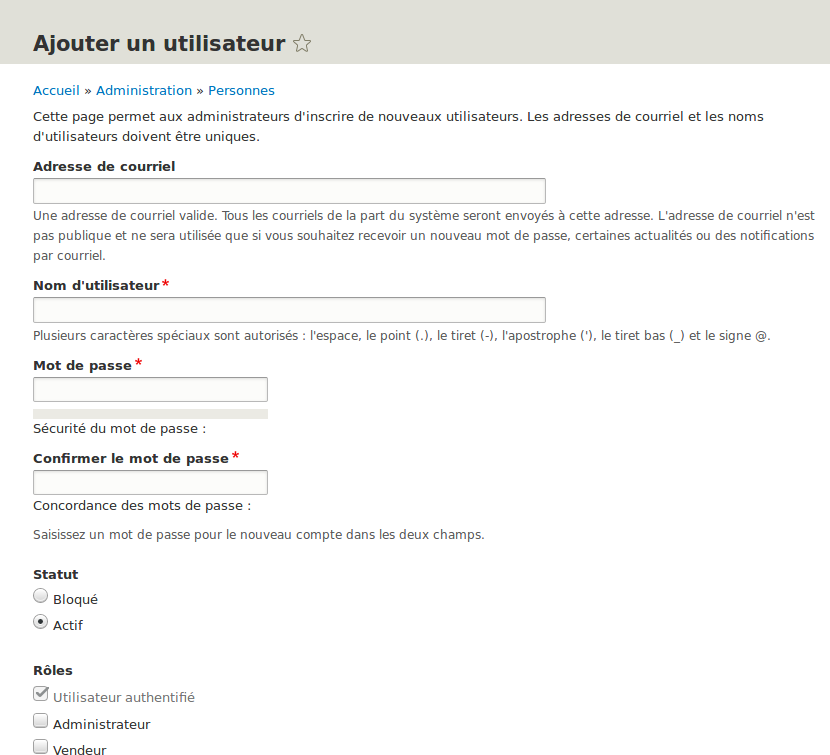 Ajouter un utilisateur
Accueil » Administration » Personnes
Cette page permet aux administrateurs d'inscrire de nouveaux utilisateurs. Les adresses de courriel et les noms
d'utilisateurs doivent être uniques.
Adresse de courriel
Une adresse de courriel valide. Tous les courriels de la part du système seront envoyés à cette adresse. L'adresse de courriel n'est
pas publique et ne sera utilisée que si vous souhaitez recevoir un nouveau mot de passe, certaines actualités ou des notifications
par courriel.
Nom d'utilisateur*
Plusieurs caractères spéciaux sont autorisés : l'espace, le point (.), le tiret (-), l'apostrophe ('), le tiret bas (_) et le signe @.
Mot de passe*
Sécurité du mot de passe :
Confirmer le mot de passe*
Concordance des mots de passe :
Saisissez un mot de passe pour le nouveau compte dans les deux champs.
Statut
Bloqué
Actif
Rôles
Utilisateur authentifié
Administrateur
Vendeur